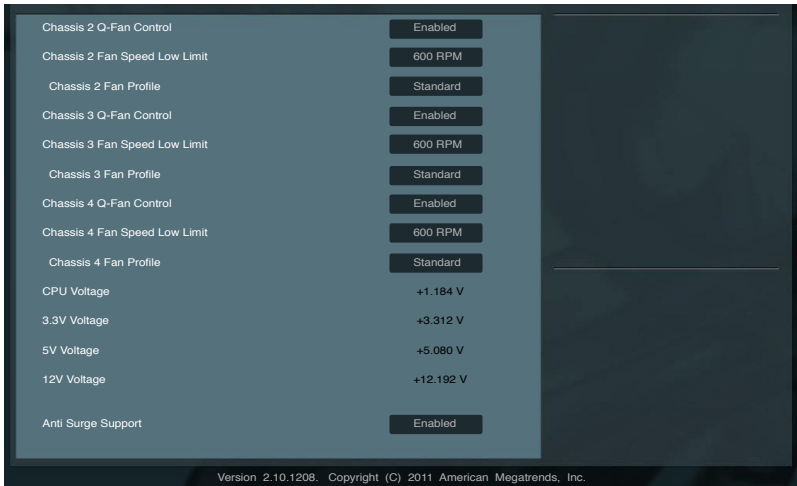 Chassis 2 Q-Fan Control Enabled
Chassis 2 Fan Speed Low Limit 600 RPM
Chassis 2 Fan Profile Standard
Chassis 3 Q-Fan Control Enabled
Chassis 3 Fan Speed Low Limit 600 RPM
Chassis 3 Fan Profile Standard
Chassis 4 Q-Fan Control Enabled
Chassis 4 Fan Speed Low Limit 600 RPM
Chassis 4 Fan Profile Standard
CPU Voltage +1.184 V
3.3V Voltage +3.312 V
5V Voltage +5.080 V
12V Voltage +12.192 V
Anti Surge Support Enabled
Version 2.10.1208. Copyright (C) 2011 American Megatrends, Inc.